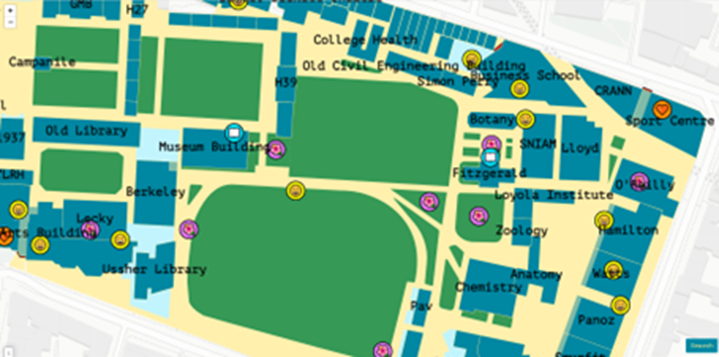 GMB
H27
College Health
Old Civil Engineering Building
Campanile
Simon Perry
Business School
H39
CRANN
Botany
Sport Centre
1937
Old Library
Museum Building
SNIAM
Lloyd
Fitzgerald
O'Reilly
Berkeley
Loyola Institute
Lecky
Arts Building
Zoology
Hamilton
Ussher Library
Anatomy
Watts
Chemistry
Pav
Panoz